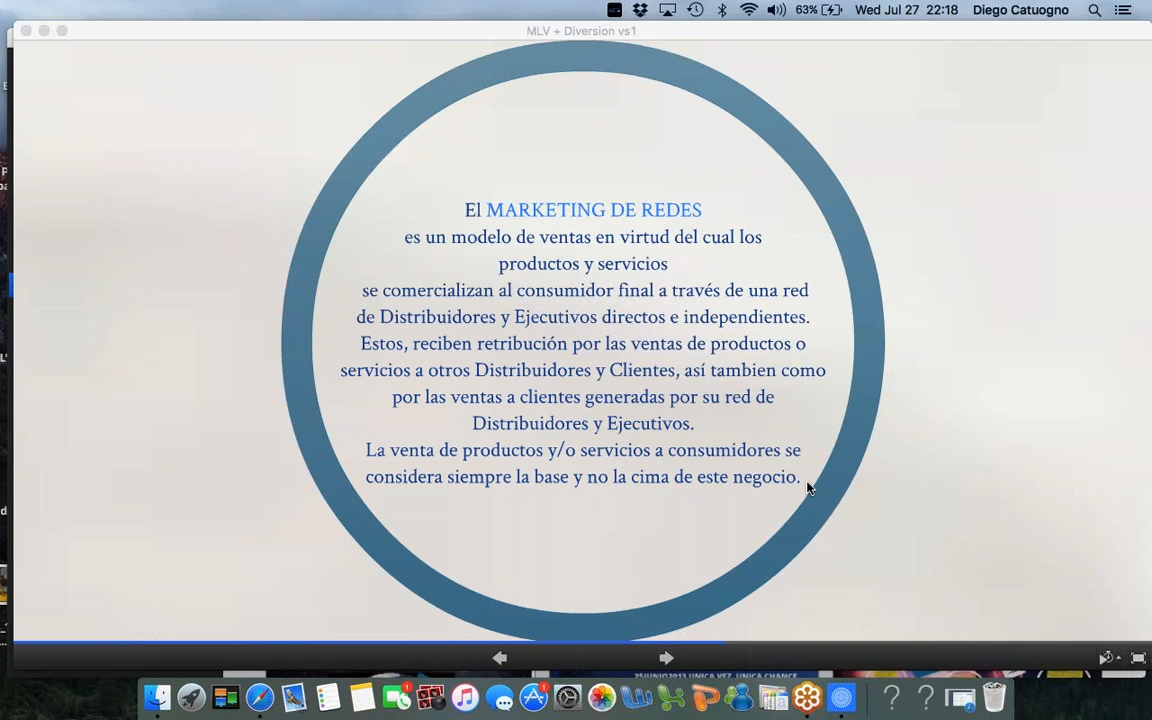 63%
Wed Jul 27 22:18
Diego Catuogno
MLV + Diversion vs1
El MARKETING DE REDES
es un modelo de ventas en virtud del cual los
productos y servicios
se comercializan al consumidor final a través de una red
de Distribuidores y Ejecutivos directos e independientes.
Estos, reciben retribución por las ventas de productos o
servicios a otros Distribuidores y Clientes, así tambien como
por las ventas a clientes generadas por su red de
Distribuidores y Ejecutivos.
La venta de productos y/o servicios a consumidores se
considera siempre la base y no la cima de este negocio.